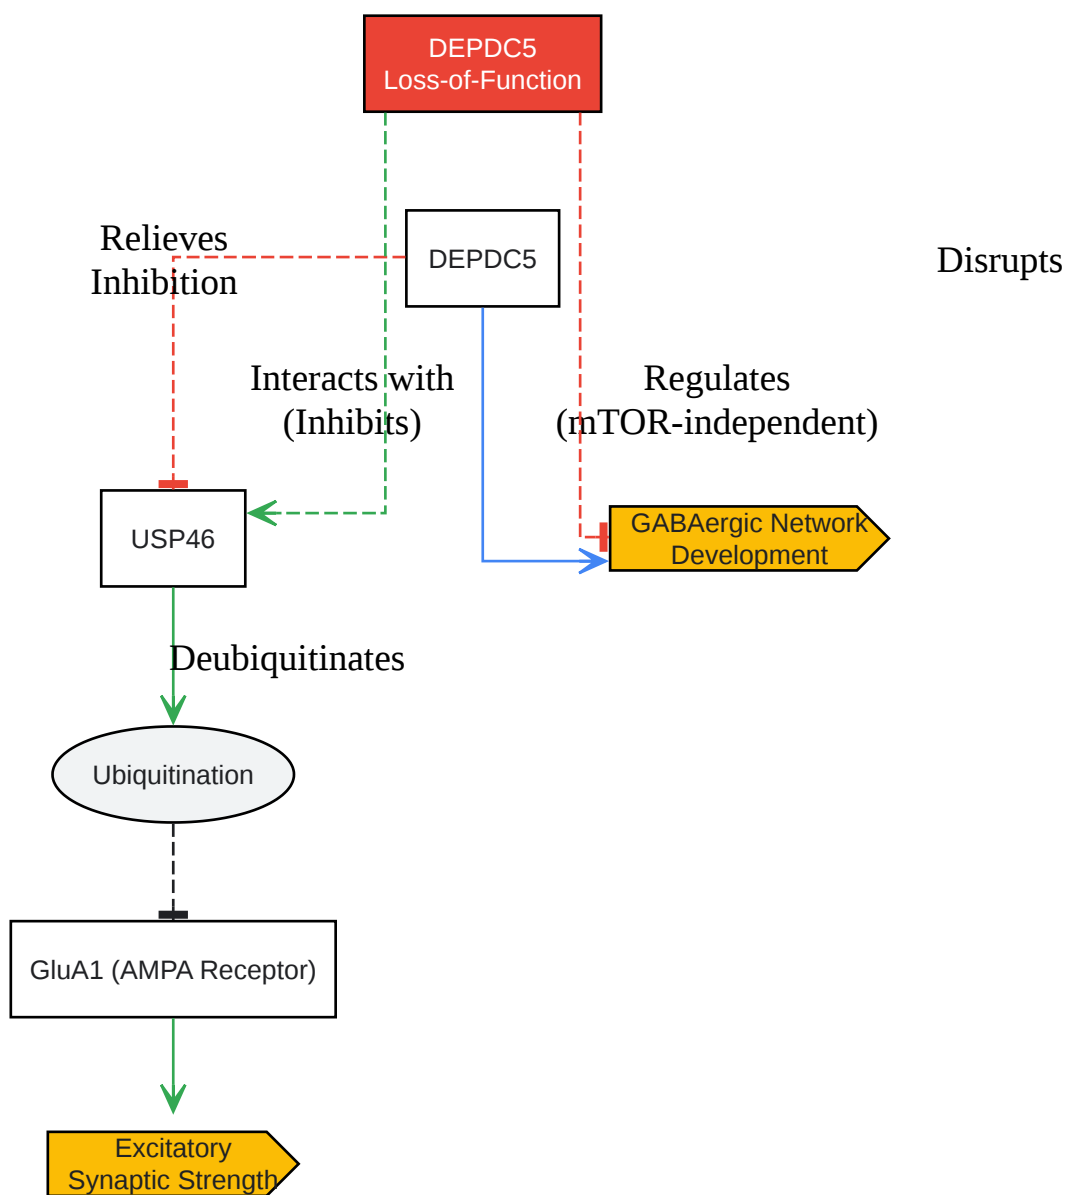 DEPDC5
Loss-of-Function
Relieves
Inhibition
DEPDC5
Disrupts
Interacts with
(Inhibits)
Regulates
(mTOR-independent)
USP46
GABAergic Network
Development
Deubiquitinates
Ubiquitination
GluA1 (AMPA Receptor)
Excitatory
Synaptic Strength